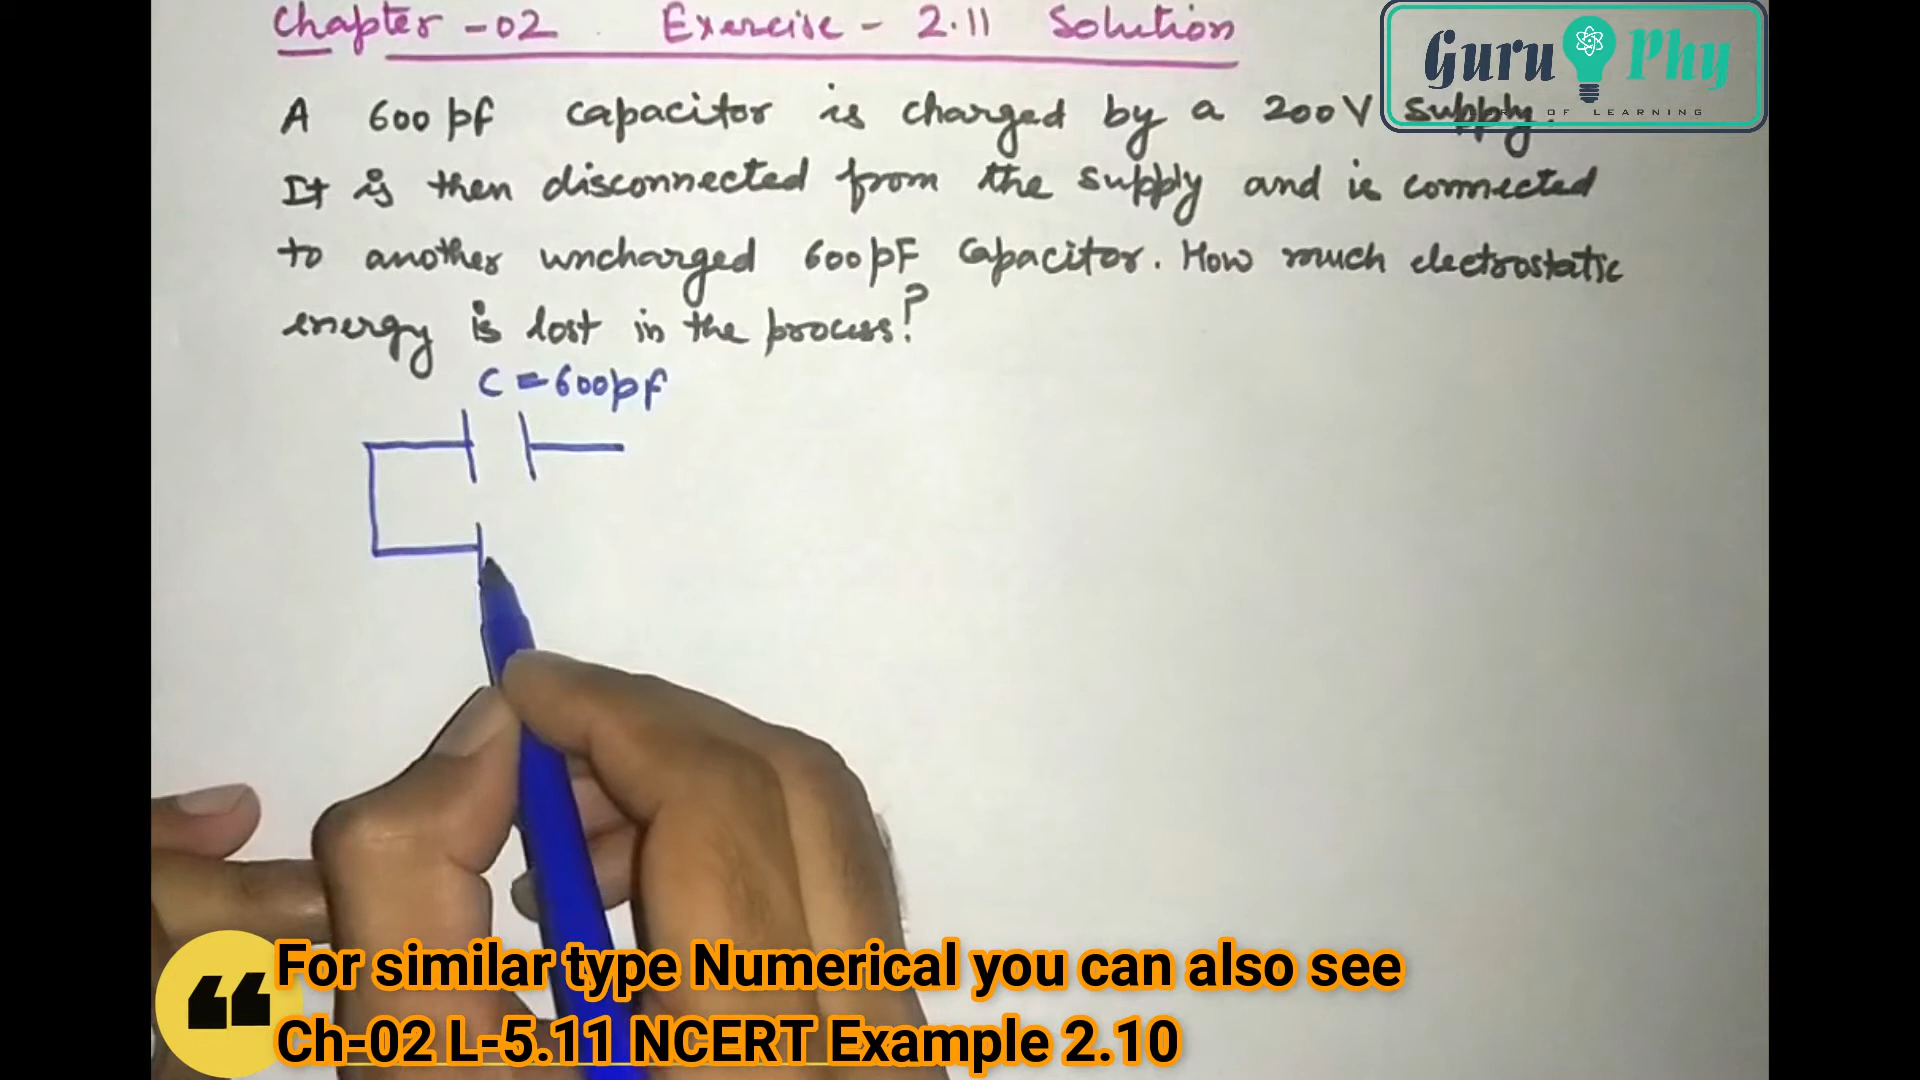 Chapter -02 Exercise - 2.11 Solution
Guru Phy
OF LEARNING
A 600 pf capacitor is charged by a 200V supply.
It is then disconnected from the supply and is connected
to another uncharged 600pF Capacitor. How much electrostatic
energy is lost in the process?
C = 600pf
“
For similar type Numerical you can also see
Ch-02 L-5.11 NCERT Example 2.10